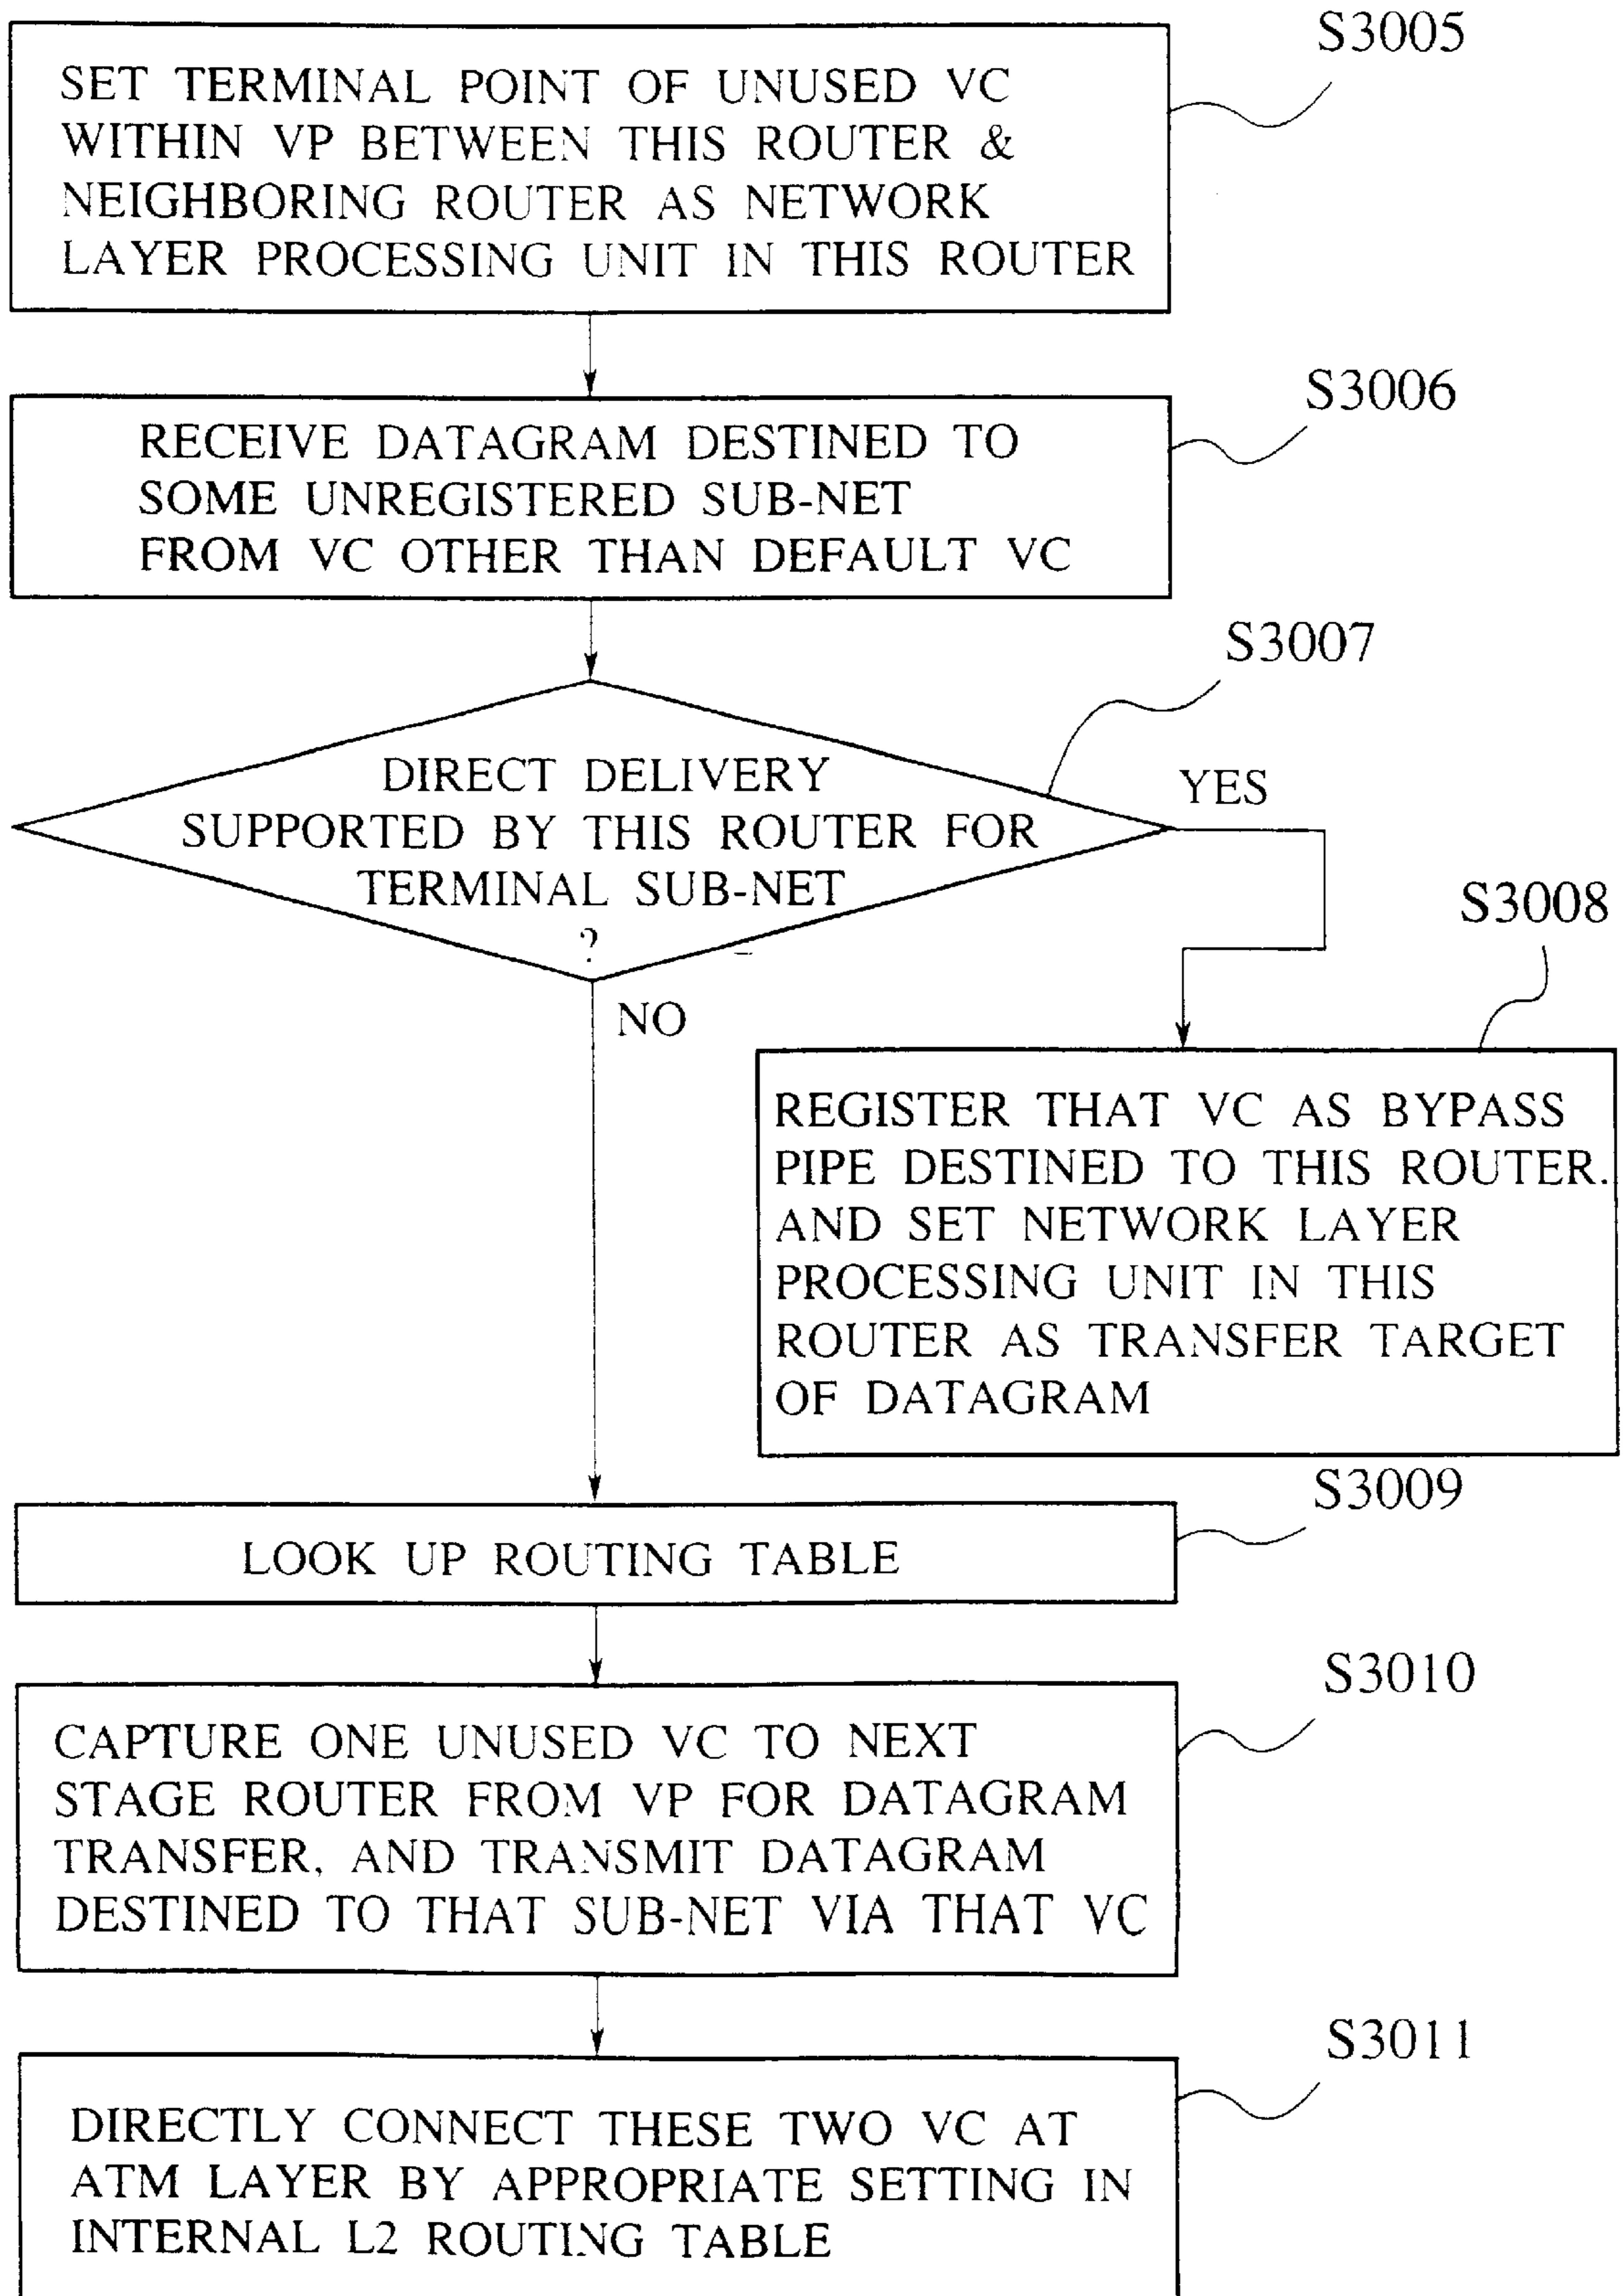 S3005
SET TERMINAL POINT OF UNUSED VC
WITHIN VP BETWEEN THIS ROUTER &
NEIGHBORING ROUTER AS NETWORK
LAYER PROCESSING UNIT IN THIS ROUTER
S3006
RECEIVE DATAGRAM DESTINED TO
SOME UNREGISTERED SUB-NET
FROM VC OTHER THAN DEFAULT VC
S3007
DIRECT DELIVERY
SUPPORTED BY THIS ROUTER FOR
TERMINAL SUB-NET
?
YES
NO
S3008
REGISTER THAT VC AS BYPASS
PIPE DESTINED TO THIS ROUTER.
AND SET NETWORK LAYER
PROCESSING UNIT IN THIS
ROUTER AS TRANSFER TARGET
OF DATAGRAM
S3009
LOOK UP ROUTING TABLE
S3010
CAPTURE ONE UNUSED VC TO NEXT
STAGE ROUTER FROM VP FOR DATAGRAM
TRANSFER, AND TRANSMIT DATAGRAM
DESTINED TO THAT SUB-NET VIA THAT VC
S3011
DIRECTLY CONNECT THESE TWO VC AT
ATM LAYER BY APPROPRIATE SETTING IN
INTERNAL L2 ROUTING TABLE